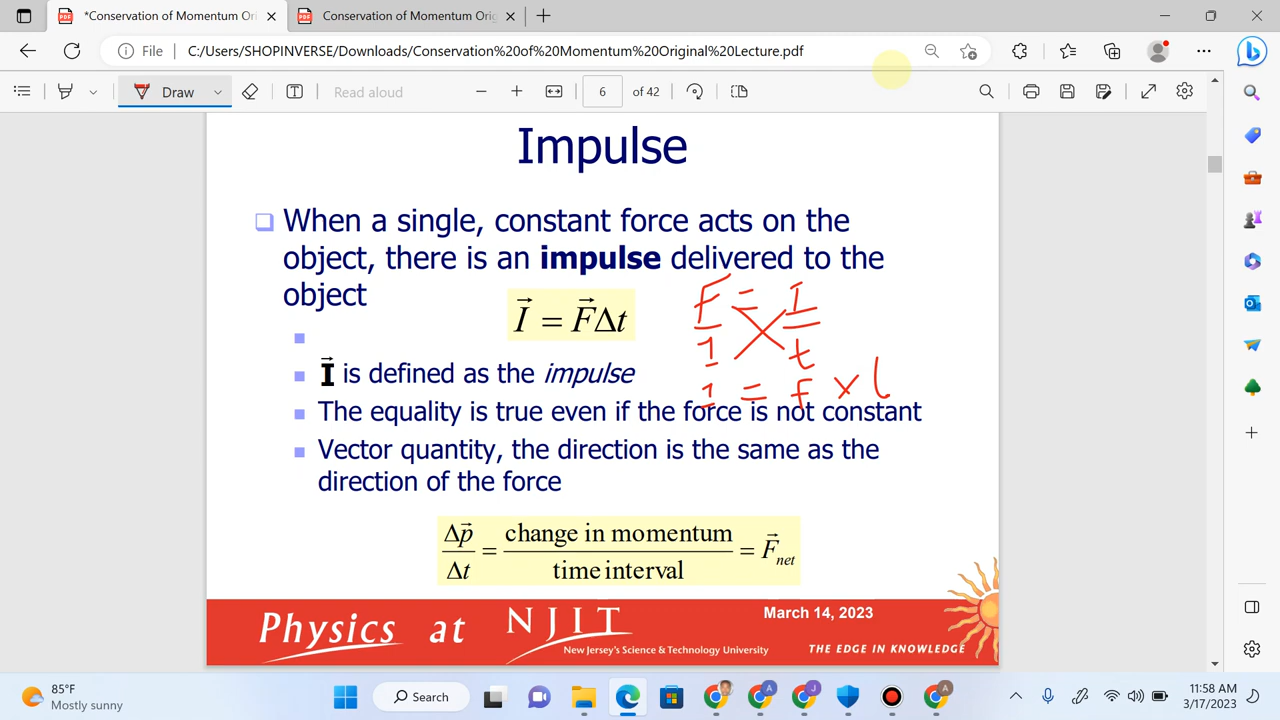 *Conservation of Momentum Orig
Conservation of Momentum Orig
File
C:/Users/SHOPINVERSE/Downloads/Conservation%20of%20Momentum%20Original%20Lecture.pdf
Draw
Read aloud
6
of 42
Impulse
When a single, constant force acts on the
object, there is an impulse delivered to the
object
I = FΔt
F = I
1 t
I = f × t
I is defined as the impulse
The equality is true even if the force is not constant
Vector quantity, the direction is the same as the
direction of the force
Δp/Δt = change in momentum/time interval = Fnet
Physics at
NJIT
New Jersey's Science & Technology University
March 14, 2023
THE EDGE IN KNOWLEDGE
85°F
Mostly sunny
Search
11:58 AM
3/17/2023